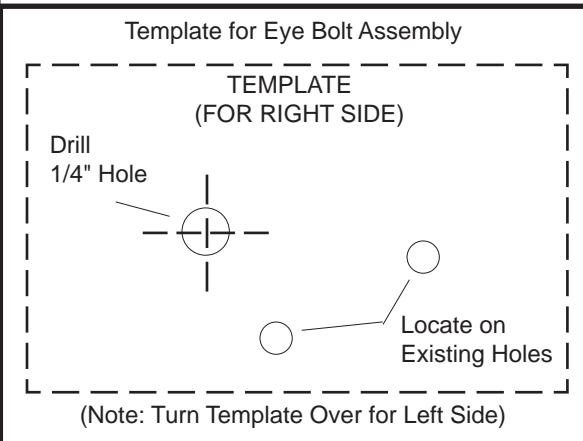 Template for Eye Bolt Assembly
TEMPLATE
(FOR RIGHT SIDE)
Drill
1/4" Hole
Locate on
Existing Holes
(Note: Turn Template Over for Left Side)